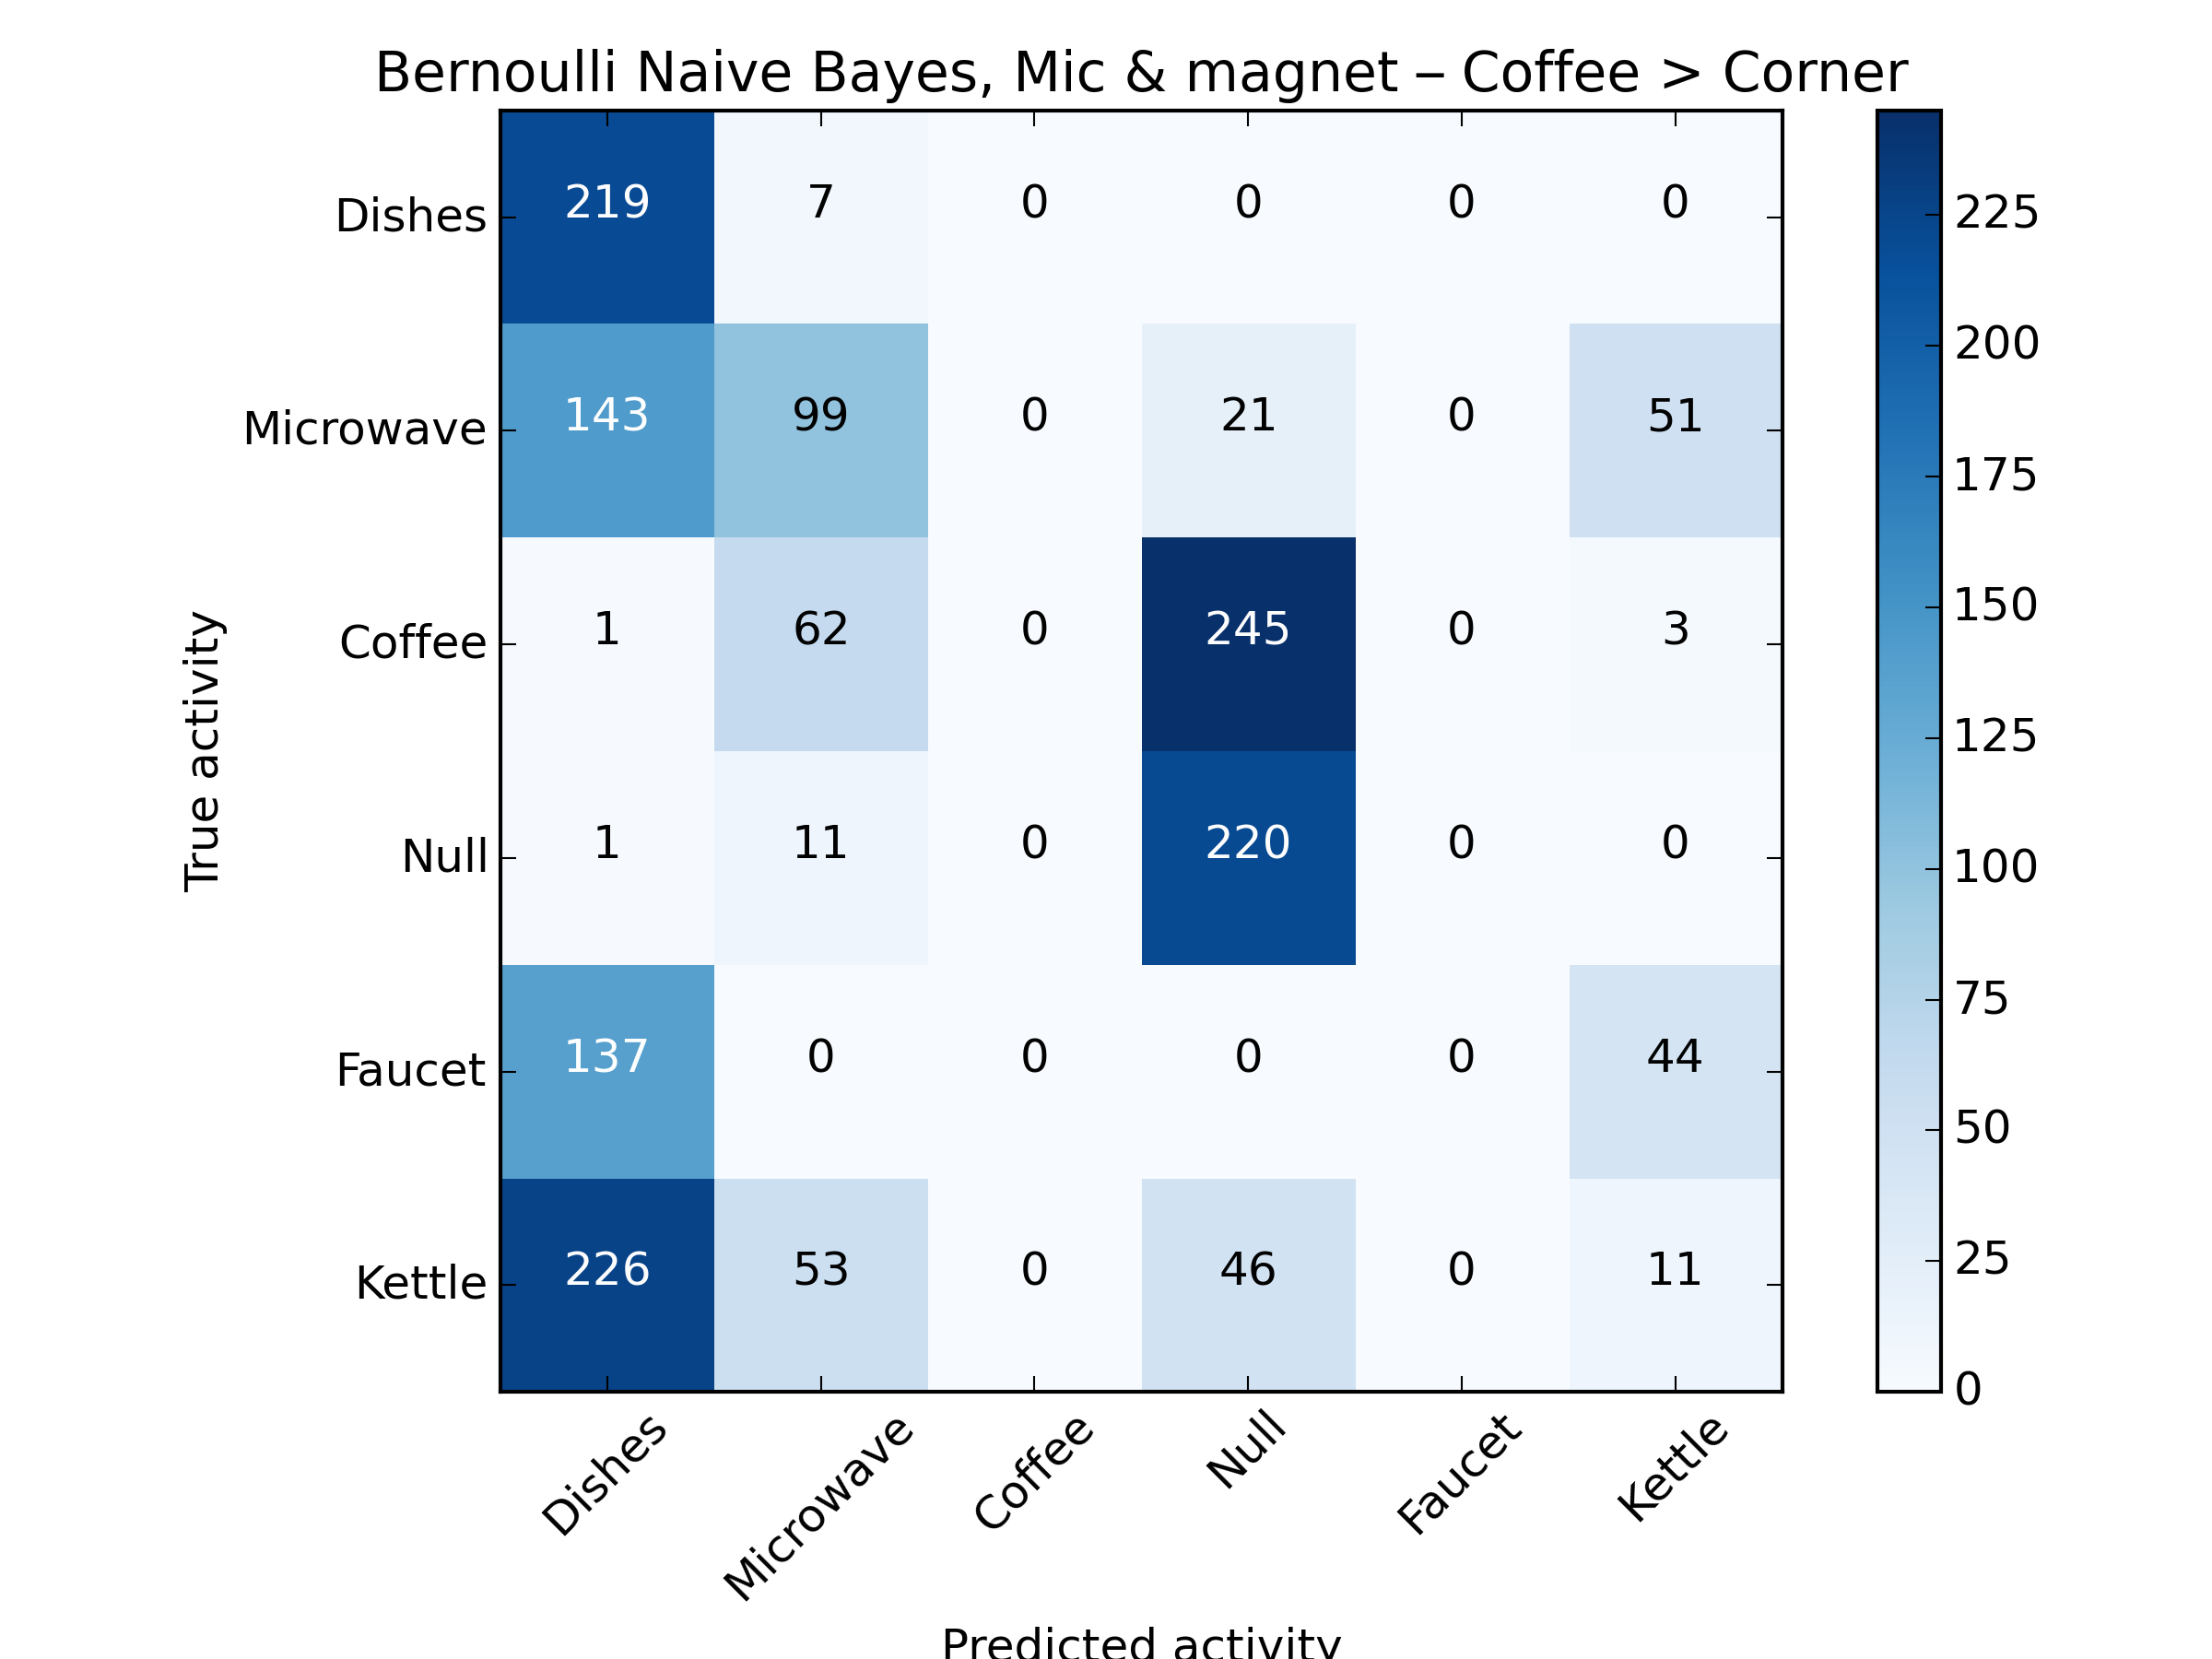 Bernoulli Naive Bayes, Mic & magnet – Coffee > Corner
Dishes 219 7 0 0 0 0
Microwave 143 99 0 21 0 51
Coffee 1 62 0 245 0 3
Null 1 11 0 220 0 0
Faucet 137 0 0 0 0 44
Kettle 226 53 0 46 0 11
True activity
Dishes Microwave Coffee Null Faucet Kettle
Predicted activity
225
200
175
150
125
100
75
50
25
0